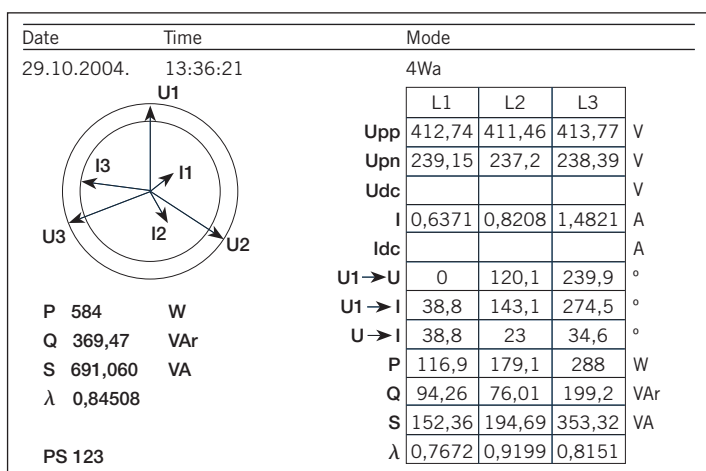 Date Time Mode
29.10.2004. 13:36:21 4Wa
U1
I3
I1
U3
I2
U2
P 584 W
Q 369,47 VAr
S 691,060 VA
λ 0,84508
PS 123
L1 L2 L3
Upp 412,74 411,46 413,77 V
Upn 239,15 237,2 238,39 V
Udc V
I 0,6371 0,8208 1,4821 A
Idc A
U1→U 0 120,1 239,9 º
U1→I 38,8 143,1 274,5 º
U→I 38,8 23 34,6 º
P 116,9 179,1 288 W
Q 94,26 76,01 199,2 VAr
S 152,36 194,69 353,32 VA
λ 0,7672 0,9199 0,8151